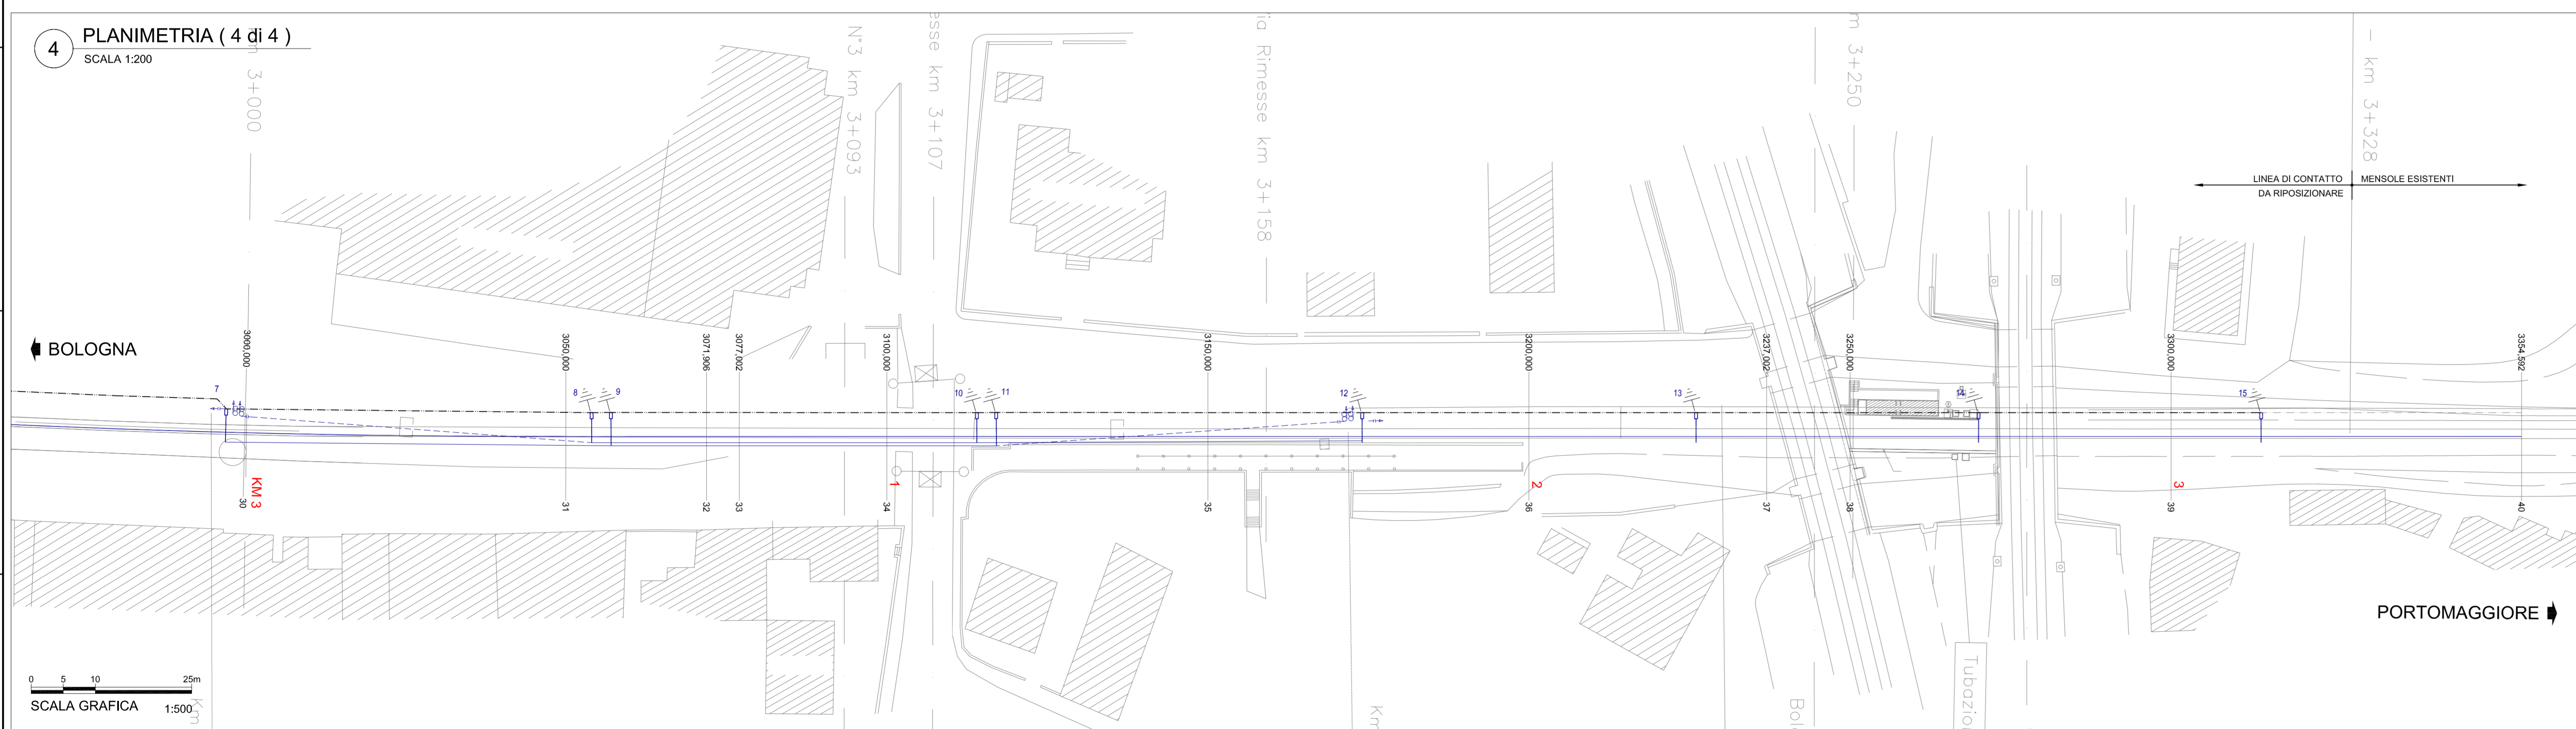 4
PLANIMETRIA ( 4 di 4 )
SCALA 1:200
3+000
N°3 km 3+093
esse km 3+107
ia Rimesse km 3+158
m 3+250
- km 3+328
LINEA DI CONTATTO
DA RIPOSIZIONARE
MENSOLE ESISTENTI
BOLOGNA
3000,000
3050,000
3071,906
3077,002
3100,000
3150,000
3200,000
3237,002
3250,000
3300,000
3354,592
7
8
9
10
11
12
13
14
15
KM 3
1
2
3
30
31
32
33
34
35
36
37
38
39
40
PORTOMAGGIORE
0 5 10 25m
SCALA GRAFICA 1:500
Km
Km
Bol
Tubazio